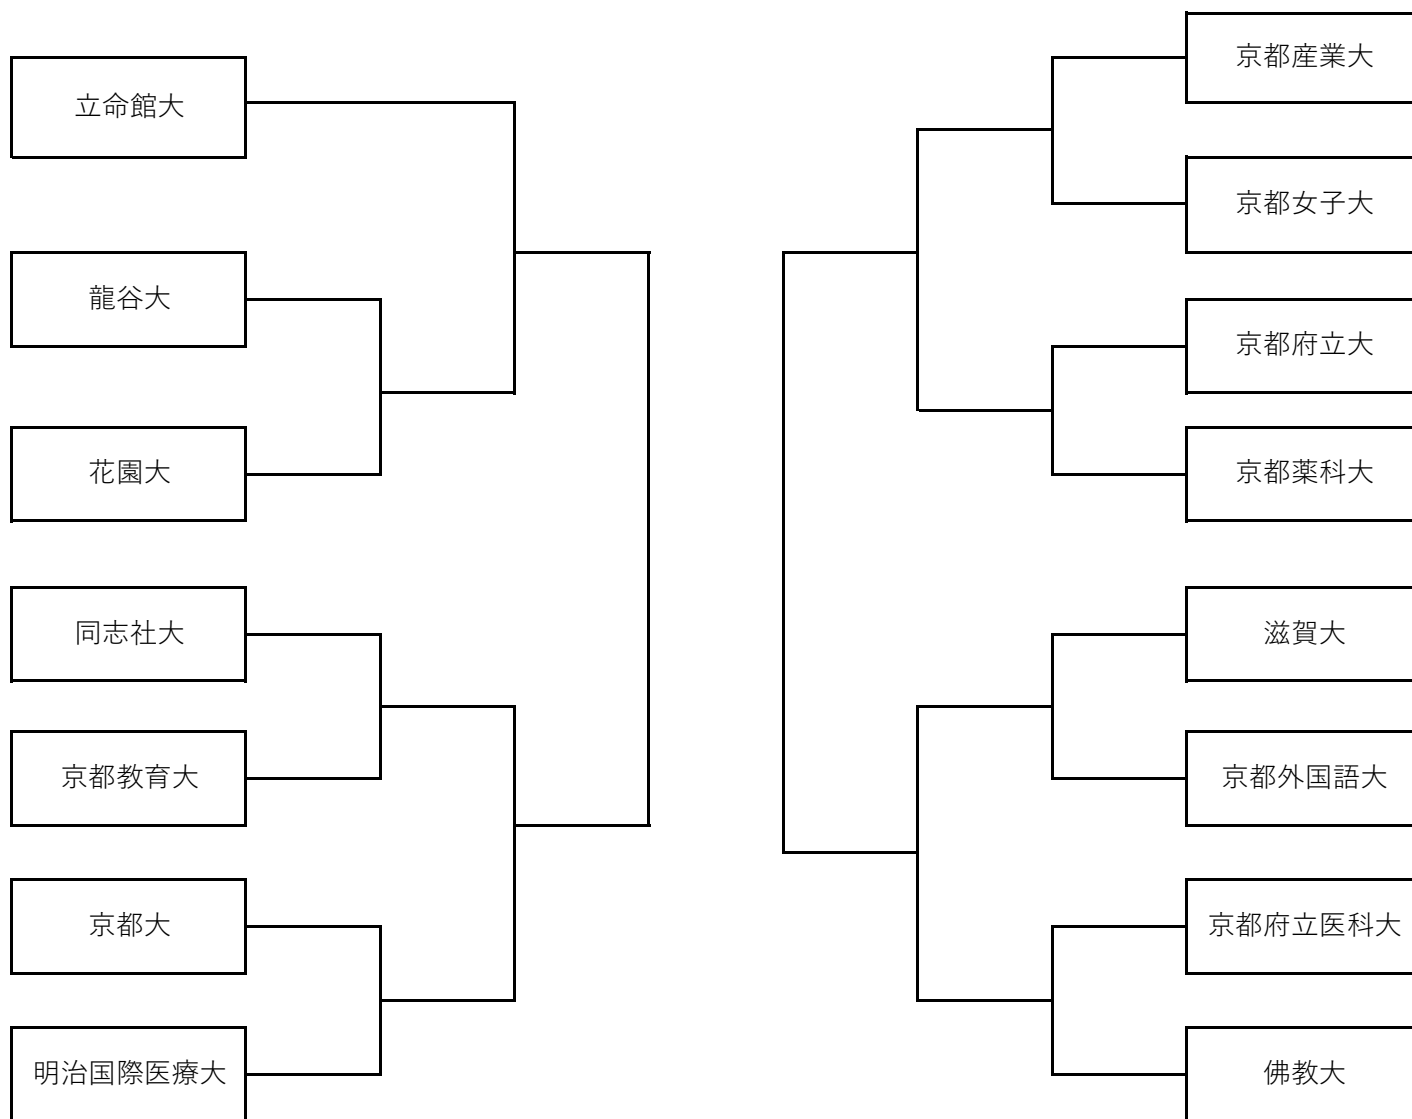 立命館大
龍谷大
花園大
同志社大
京都教育大
京都大
明治国際医療大
京都産業大
京都女子大
京都府立大
京都薬科大
滋賀大
京都外国語大
京都府立医科大
佛教大